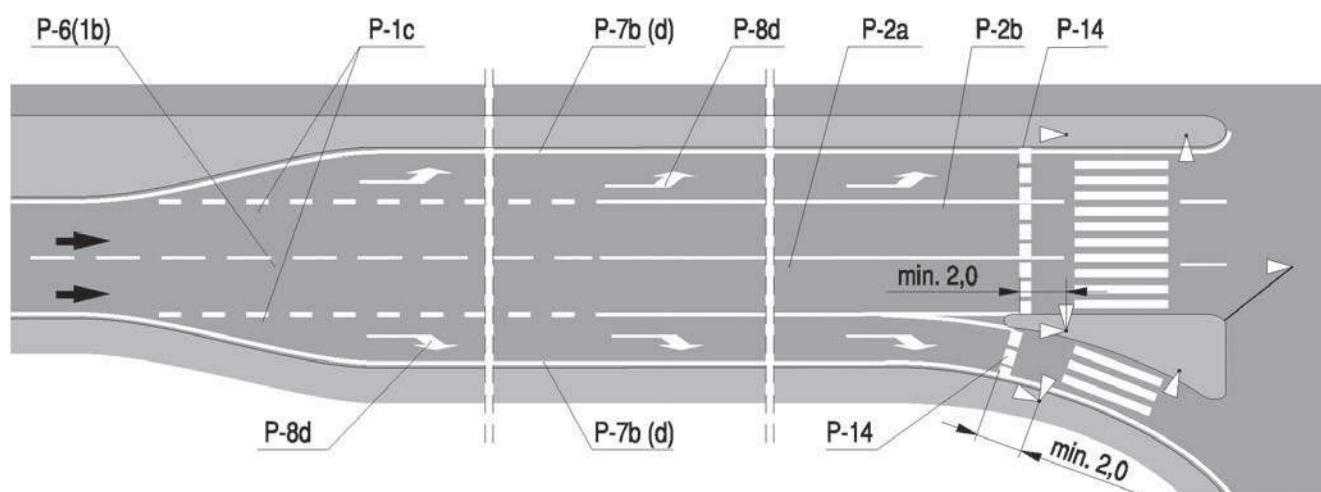 P-6(1b)
P-1c
P-7b (d)
P-8d
P-2a
P-2b
P-14
min. 2,0
P-8d
P-7b (d)
P-14
min. 2,0